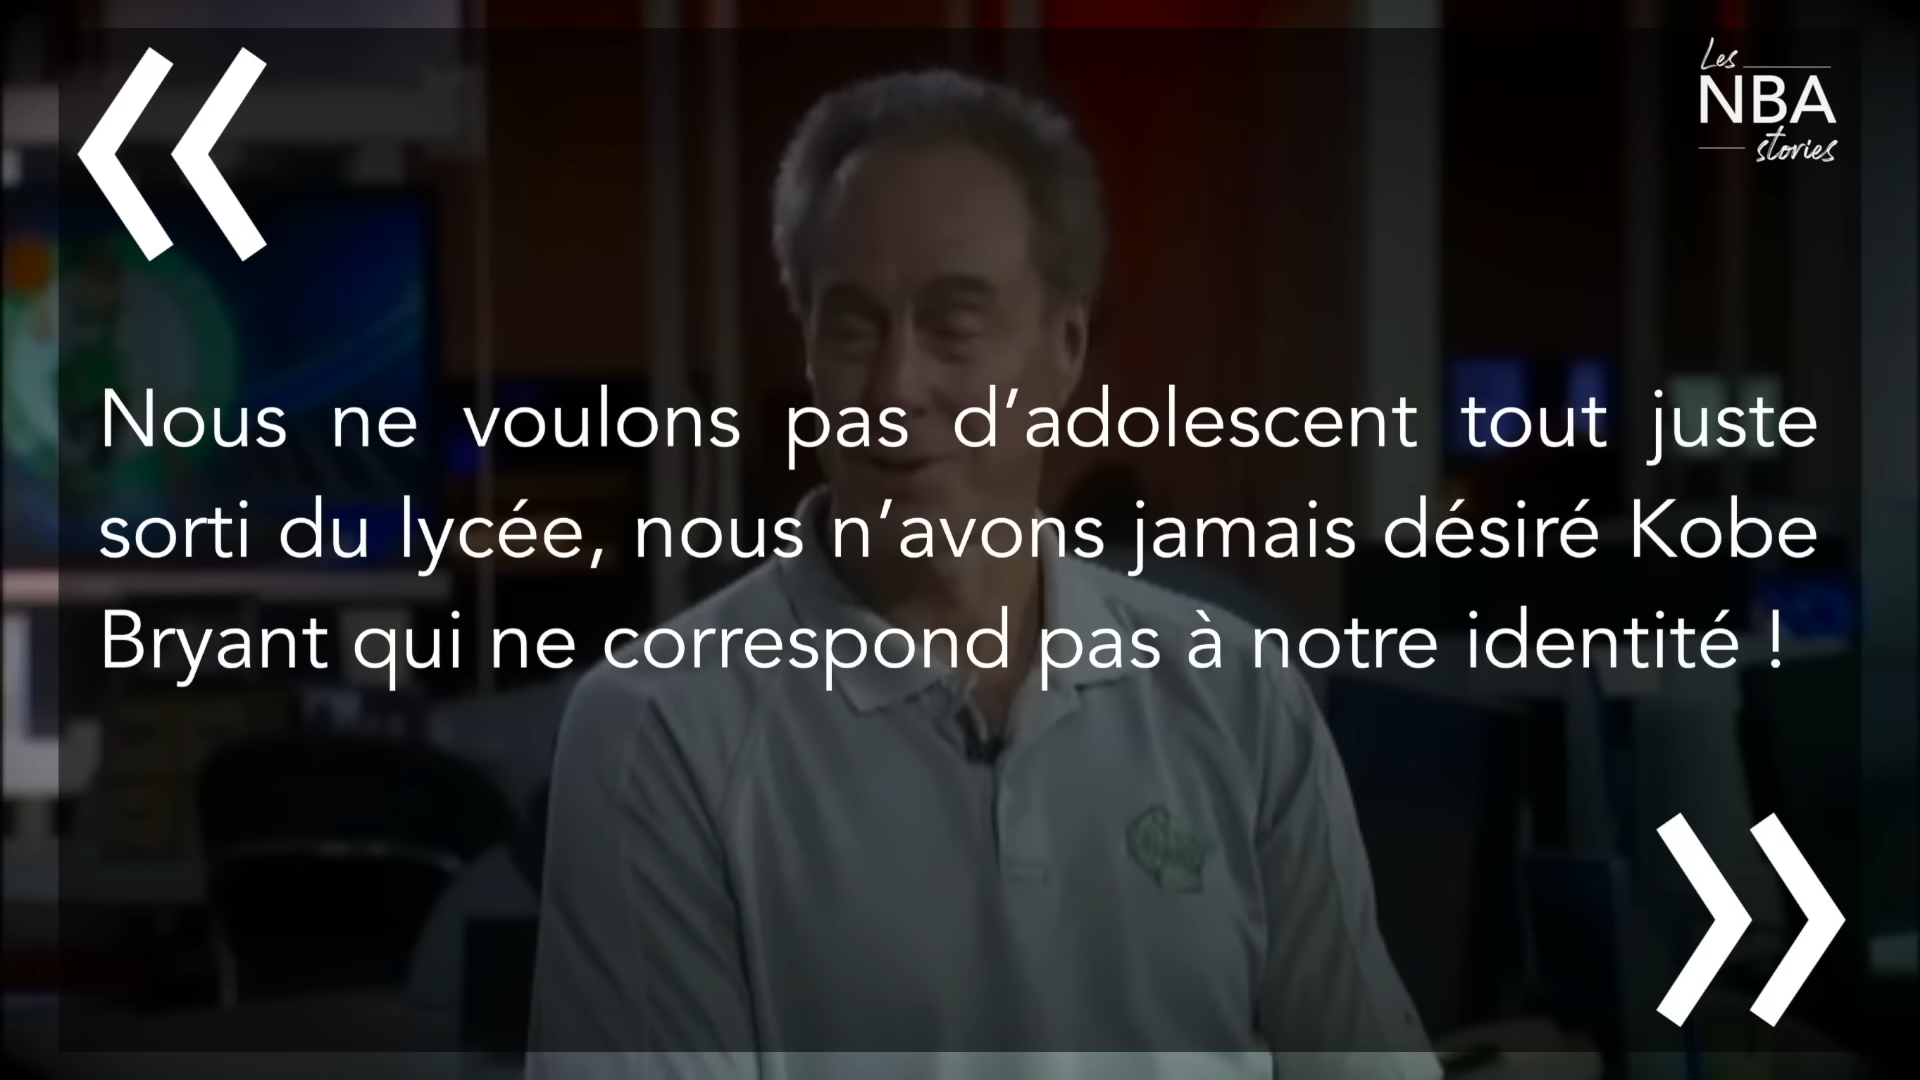 Les
NBA
stories
«
Nous ne voulons pas d’adolescent tout juste
sorti du lycée, nous n’avons jamais désiré Kobe
Bryant qui ne correspond pas à notre identité !
»